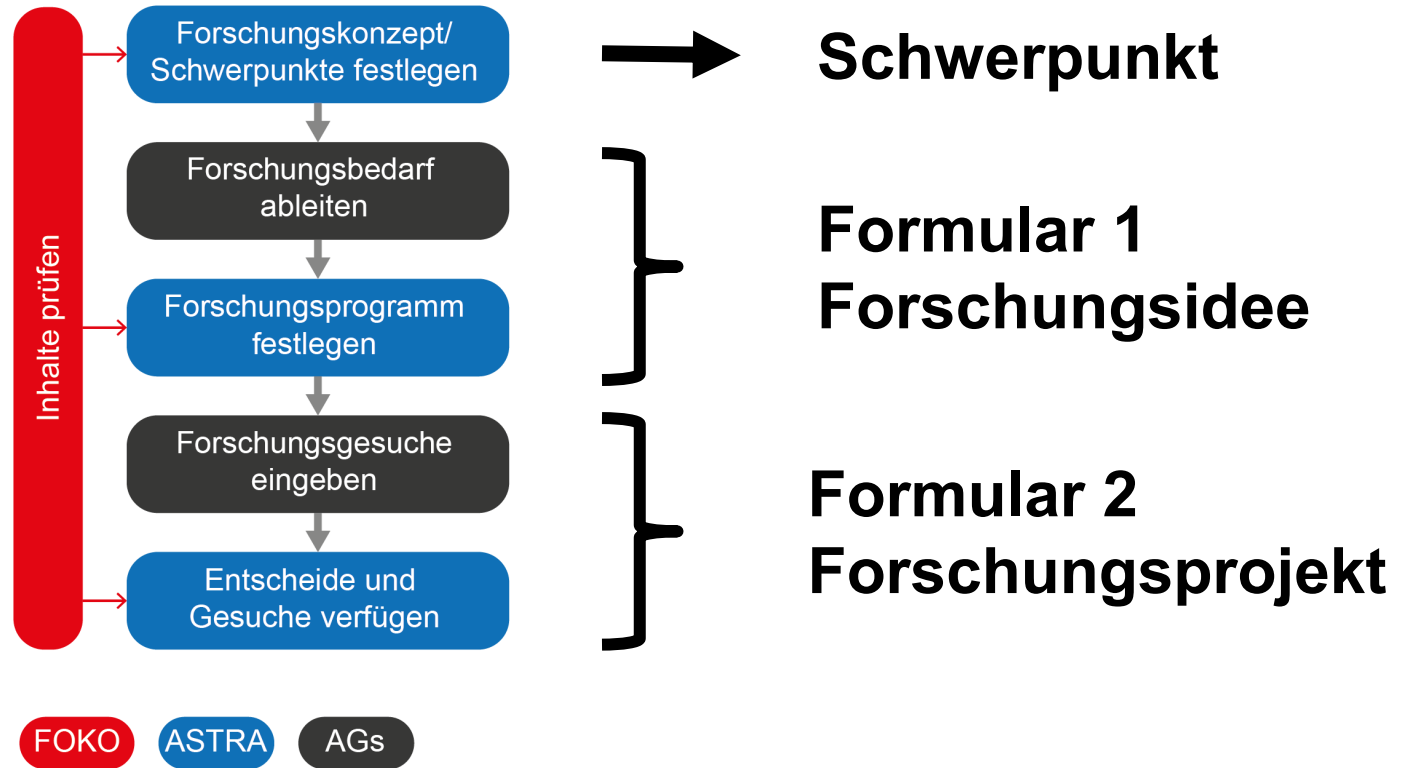 Forschungskonzept/
Schwerpunkte festlegen
Schwerpunkt
Forschungsbedarf
ableiten
Formular 1
Forschungsidee
Inhalte prüfen
Forschungsprogramm
festlegen
Forschungsgesuche
eingeben
Formular 2
Forschungsprojekt
Entscheide und
Gesuche verfügen
FOKO
ASTRA
AGs